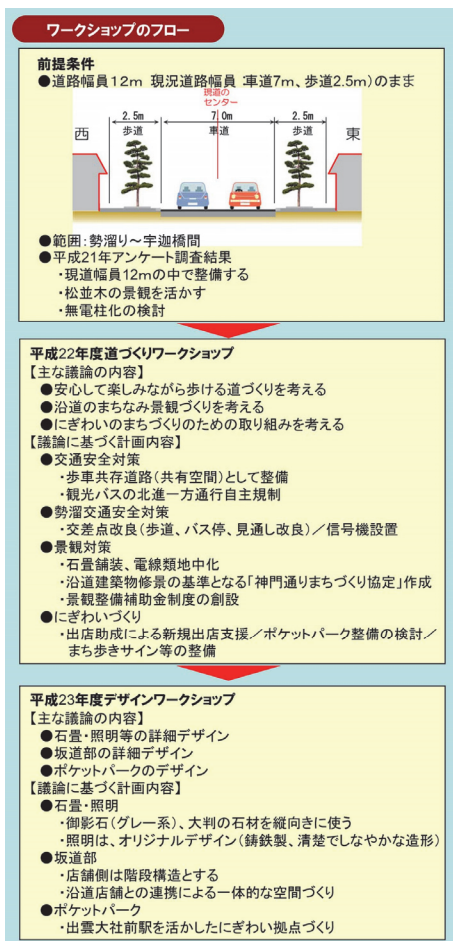 ワークショップのフロー
前提条件
●道路幅員12m 現況道路幅員 車道7m、歩道2.5m)のまま
現道の
センター
2.5m 7.0m 2.5m
西 歩道 車道 歩道 東
●範囲:勢溜り～宇迦橋間
●平成21年アンケート調査結果
・現道幅員12mの中で整備する
・松並木の景観を活かす
・無電柱化の検討
平成22年度道づくりワークショップ
【主な議論の内容】
●安心して楽しみながら歩ける道づくりを考える
●沿道のまちなみ景観づくりを考える
●にぎわいのまちづくりのための取り組みを考える
【議論に基づく計画内容】
●交通安全対策
・歩車共存道路(共有空間)として整備
・観光バスの北進一方通行自主規制
●勢溜交通安全対策
・交差点改良(歩道、バス停、見通し改良)/信号機設置
●景観対策
・石畳舗装、電線類地中化
・沿道建築物修景の基準となる「神門通りまちづくり協定」作成
・景観整備補助金制度の創設
●にぎわいづくり
・出店助成による新規出店支援/ポケットパーク整備の検討/
まち歩きサイン等の整備
平成23年度デザインワークショップ
【主な議論の内容】
●石畳・照明等の詳細デザイン
●坂道部の詳細デザイン
●ポケットパークのデザイン
【議論に基づく計画内容】
●石畳・照明
・御影石(グレー系)、大判の石材を縦向きに使う
・照明は、オリジナルデザイン(鋳鉄製、清楚でしなやかな造形)
●坂道部
・店舗側は階段構造とする
・沿道店舗との連携による一体的な空間づくり
●ポケットパーク
・出雲大社前駅を活かしたにぎわい拠点づくり